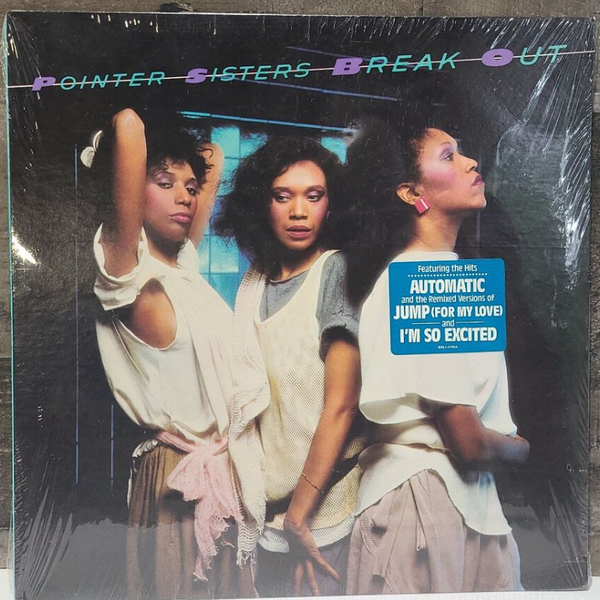 POINTER SISTERS BREAK OUT
Featuring the Hits
AUTOMATIC
and the Remixed Versions of
JUMP (FOR MY LOVE)
and
I'M SO EXCITED